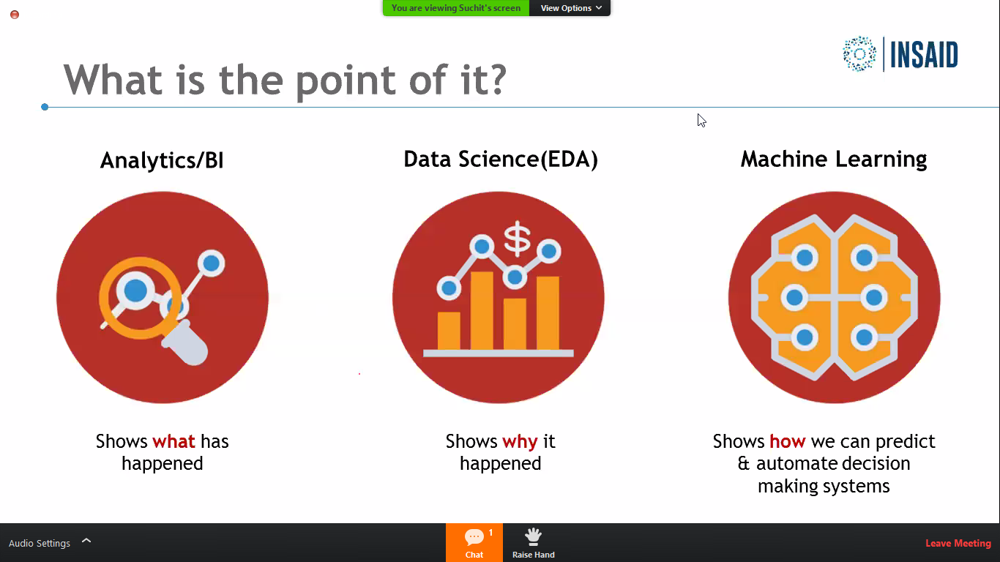 You are viewing Suchit's screen
View Options
INSAID
What is the point of it?
Analytics/BI
Data Science(EDA)
Machine Learning
$
Shows what has
happened
Shows why it
happened
Shows how we can predict
& automate decision
making systems
Audio Settings
1
Chat
Raise Hand
Leave Meeting